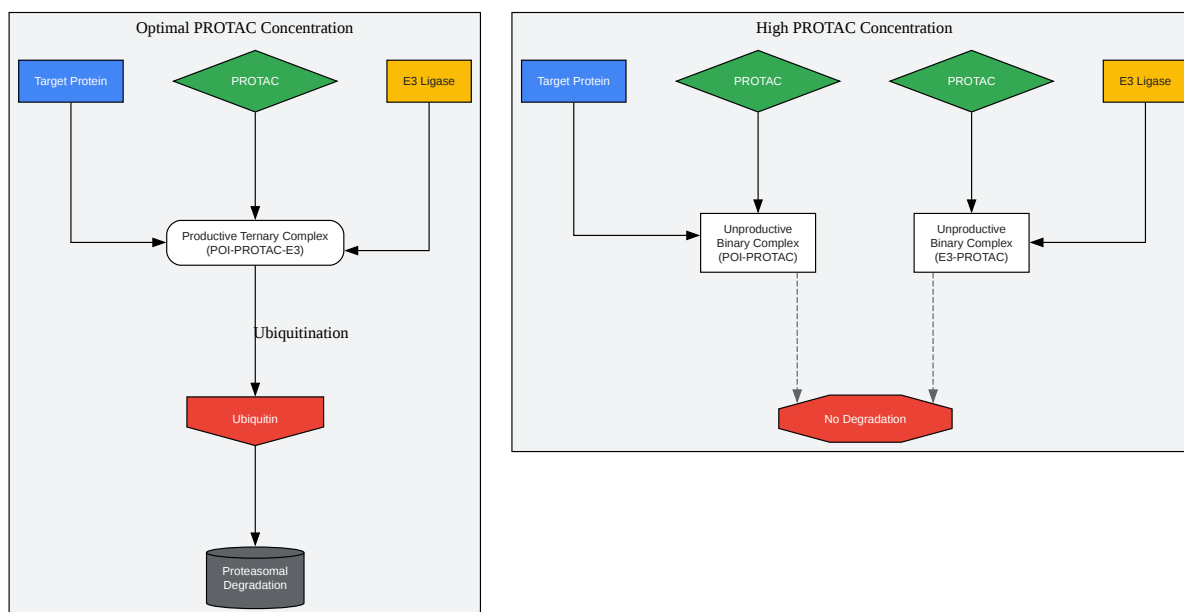 Optimal PROTAC Concentration
Target Protein
PROTAC
E3 Ligase
Productive Ternary Complex
(POI-PROTAC-E3)
Ubiquitination
Ubiquitin
Proteasomal
Degradation
High PROTAC Concentration
Target Protein
PROTAC
PROTAC
E3 Ligase
Unproductive
Binary Complex
(POI-PROTAC)
Unproductive
Binary Complex
(E3-PROTAC)
No Degradation